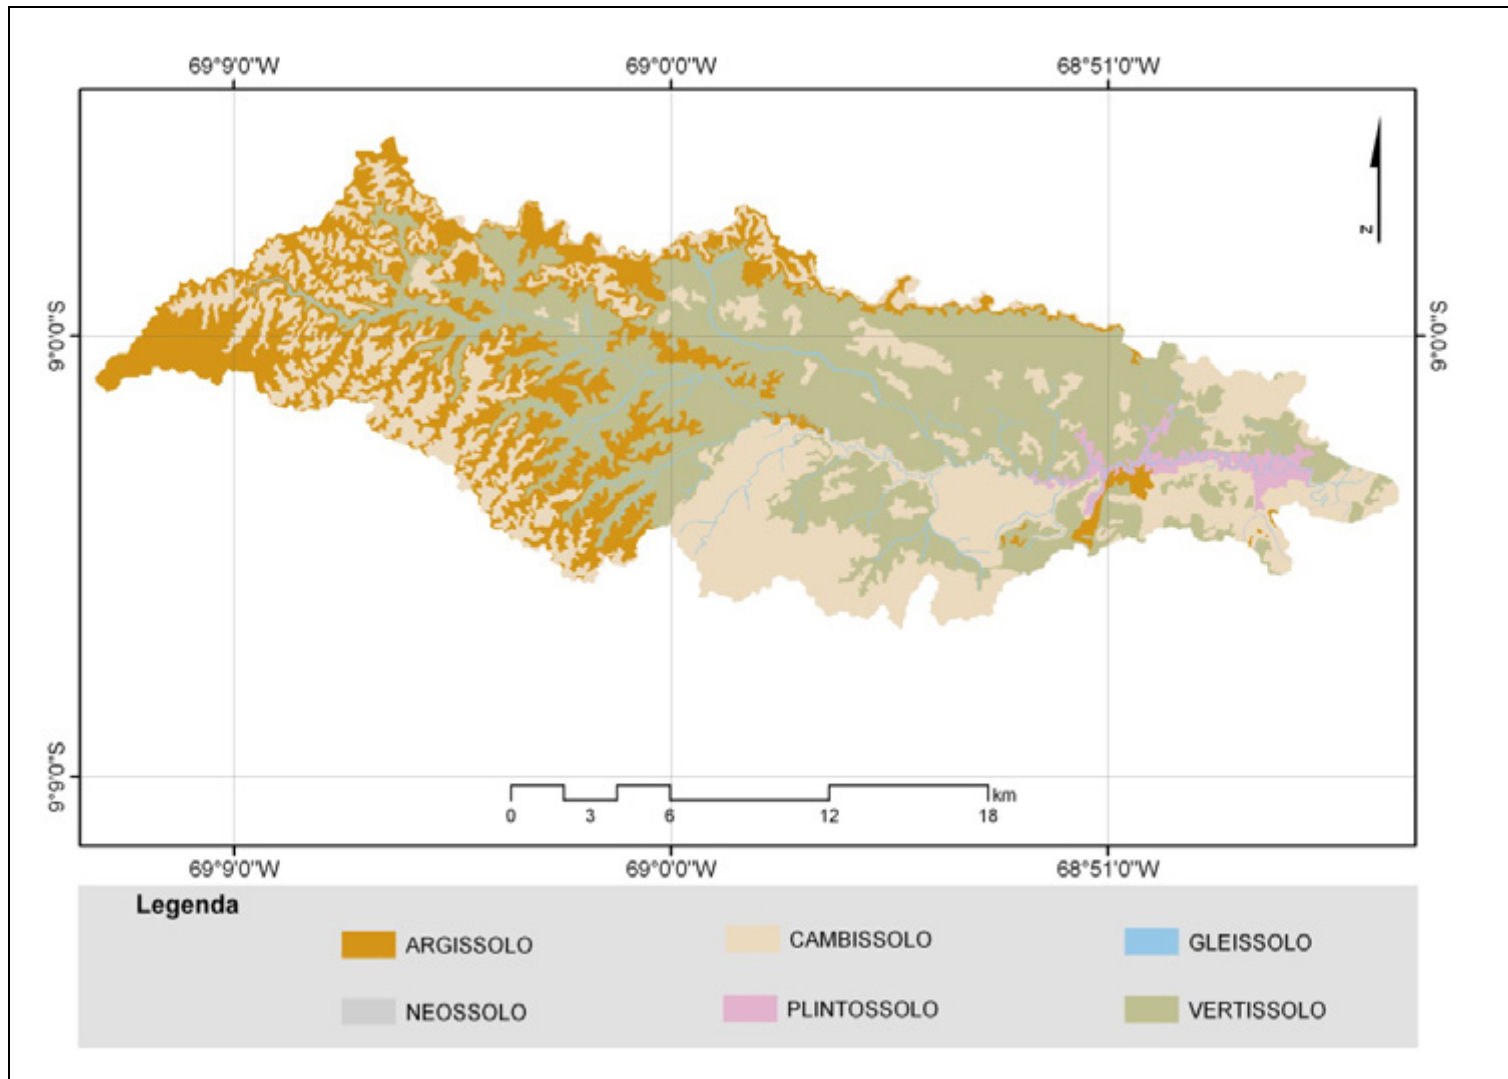 69°9'0"W 69°0'0"W 68°51'0"W
N
9°0'0"S 9°0'0"S
9°9'0"S
0 3 6 12 18 km
69°9'0"W 69°0'0"W 68°51'0"W
Legenda
ARGISSOLO CAMBISSOLO GLEISSOLO
NEOSSOLO PLINTOSSOLO VERTISSOLO